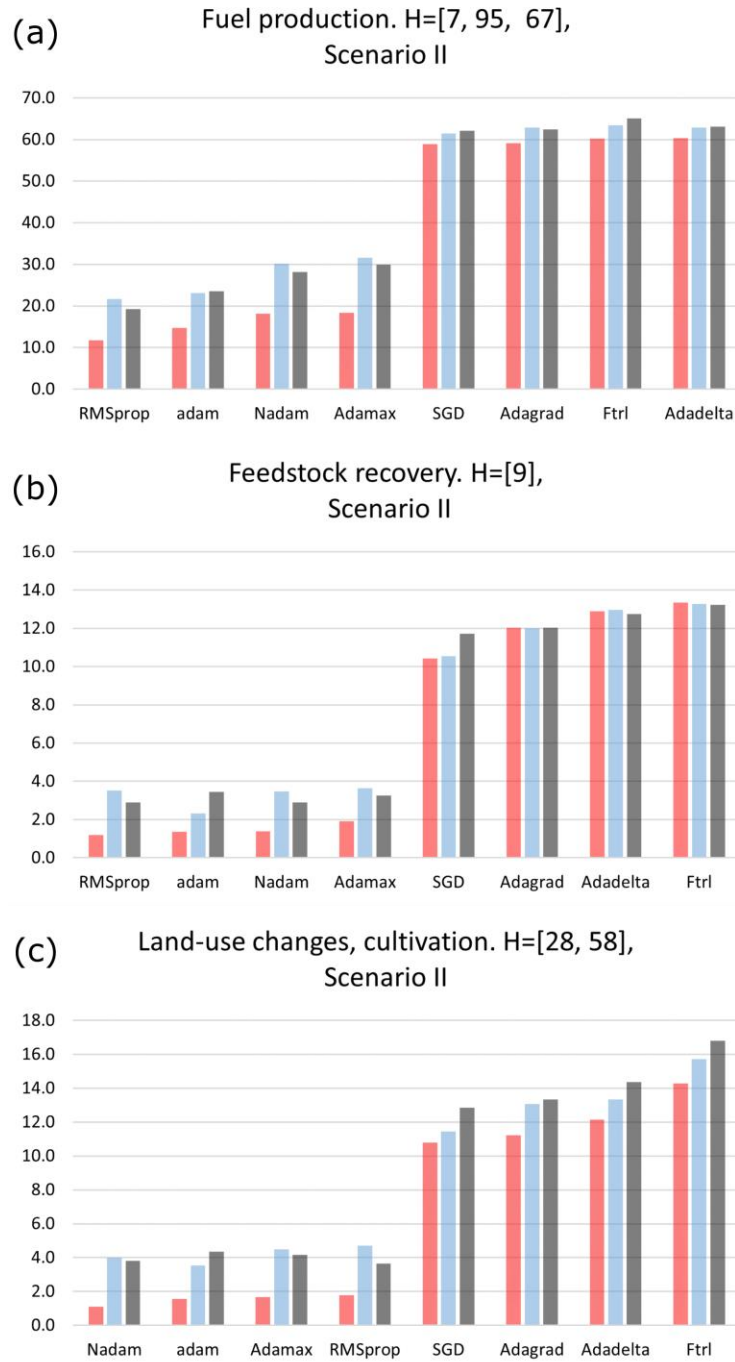 (a)
Fuel production. H=[7, 95, 67],
Scenario II
70.0
60.0
50.0
40.0
30.0
20.0
10.0
0.0
RMSprop adam Nadam Adamax SGD Adagrad Ftrl Adadelta
(b)
Feedstock recovery. H=[9],
Scenario II
16.0
14.0
12.0
10.0
8.0
6.0
4.0
2.0
0.0
RMSprop adam Nadam Adamax SGD Adagrad Adadelta Ftrl
(c)
Land-use changes, cultivation. H=[28, 58],
Scenario II
18.0
16.0
14.0
12.0
10.0
8.0
6.0
4.0
2.0
0.0
Nadam adam Adamax RMSprop SGD Adagrad Adadelta Ftrl